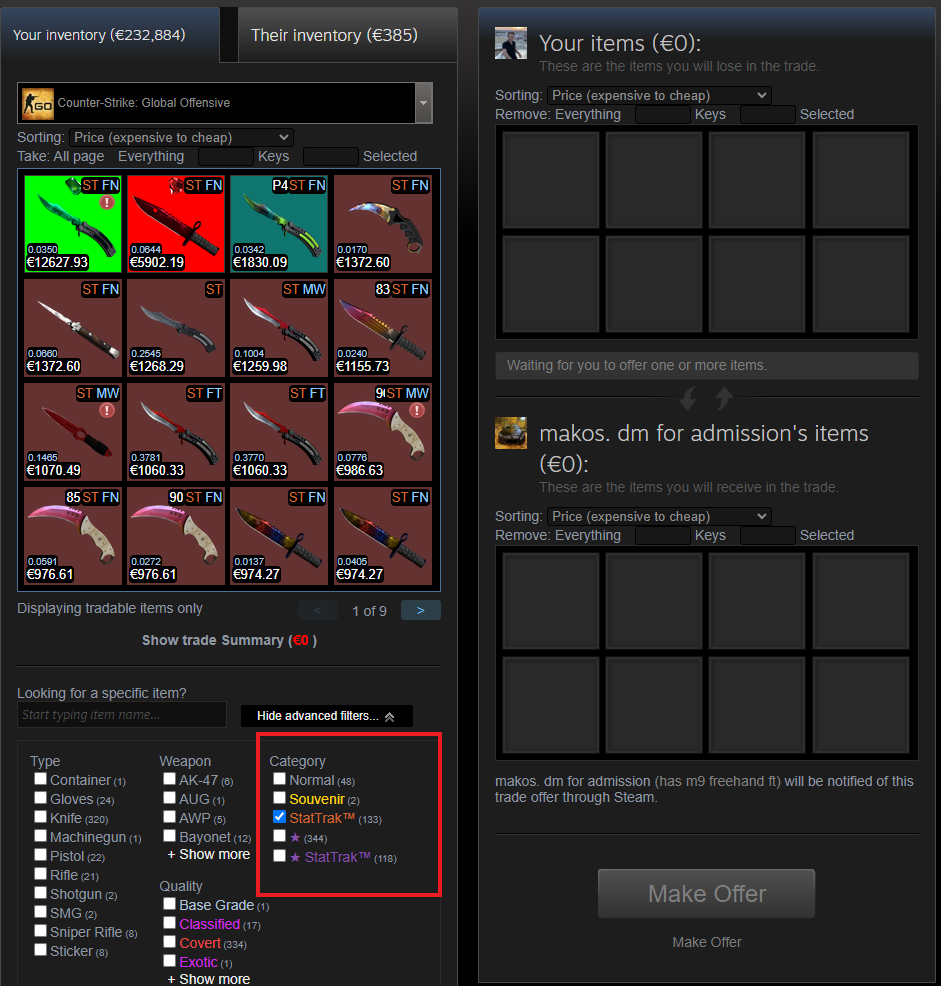 Your inventory (€232,884)
Their inventory (€385)
GO
Counter-Strike: Global Offensive
Sorting: Price (expensive to cheap)
Take: All page Everything Keys Selected
ST FN
!
0.0350
€12627.93
ST FN
0.0644
€5902.19
P4 ST FN
0.0342
€1830.09
ST FN
0.0170
€1372.60
ST FN
0.0660
€1372.60
ST
0.2545
€1268.29
ST MW
0.1004
€1259.98
83 ST FN
0.0240
€1155.73
ST MW
!
0.1465
€1070.49
ST FT
0.3781
€1060.33
ST FT
0.3770
€1060.33
ST MW
!
0.0776
€986.63
85 ST FN
0.0591
€976.61
90 ST FN
0.0272
€976.61
ST FN
0.0137
€974.27
ST FN
0.0405
€974.27
Displaying tradable items only
< 1 of 9 >
Show trade Summary (€0 )
Looking for a specific item?
Start typing item name...
Hide advanced filters...
Type
Container (1)
Gloves (24)
Knife (320)
Machinegun (1)
Pistol (22)
Rifle (21)
Shotgun (2)
SMG (2)
Sniper Rifle (8)
Sticker (8)
Weapon
AK-47 (6)
AUG (1)
AWP (5)
Bayonet (12)
+ Show more
Quality
Base Grade (1)
Classified (17)
Covert (334)
Exotic (1)
+ Show more
Category
Normal (48)
Souvenir (2)
StatTrak™ (133)
★ (344)
★ StatTrak™ (118)
Your items (€0):
These are the items you will lose in the trade.
Sorting: Price (expensive to cheap)
Remove: Everything Keys Selected
Waiting for you to offer one or more items.
makos. dm for admission's items
(€0):
These are the items you will receive in the trade.
Sorting: Price (expensive to cheap)
Remove: Everything Keys Selected
makos. dm for admission (has m9 freehand ft) will be notified of this
trade offer through Steam.
Make Offer
Make Offer